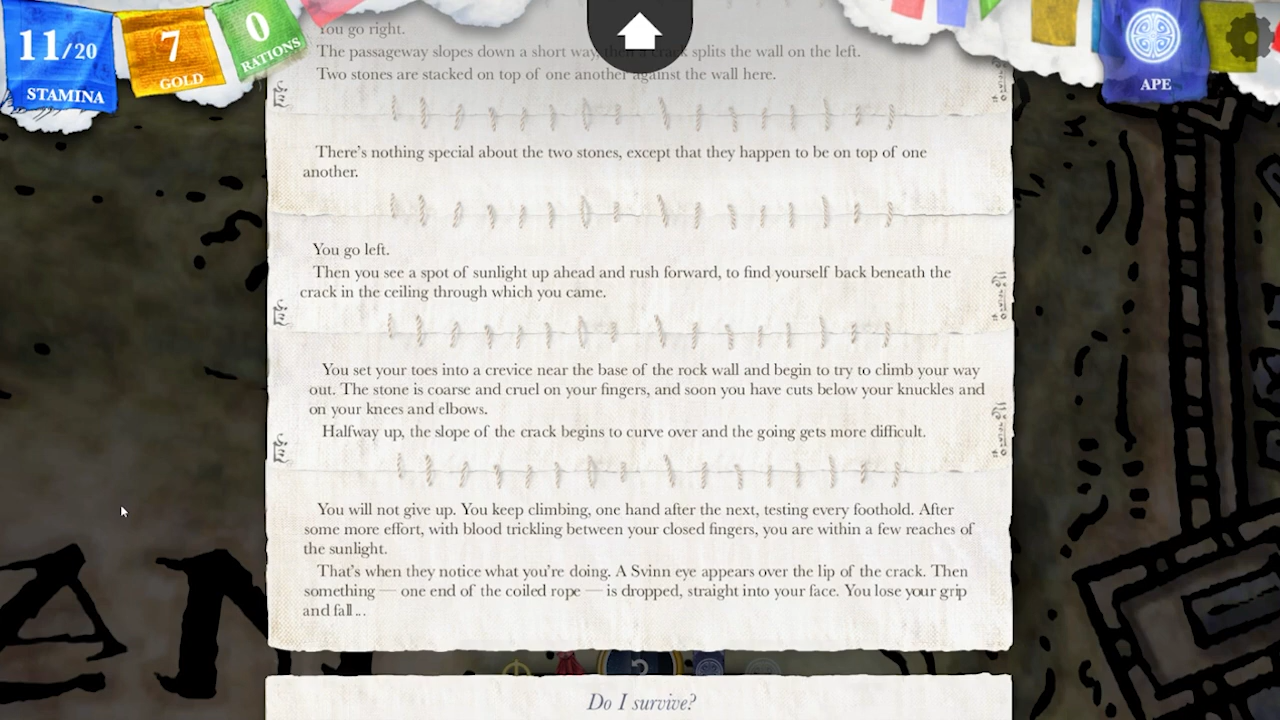 11/20
STAMINA
7
GOLD
0
RATIONS
APE
You go right.
The passageway slopes down a short way, then a crack splits the wall on the left.
Two stones are stacked on top of one another against the wall here.
There's nothing special about the two stones, except that they happen to be on top of one
another.
You go left.
Then you see a spot of sunlight up ahead and rush forward, to find yourself back beneath the
crack in the ceiling through which you came.
You set your toes into a crevice near the base of the rock wall and begin to try to climb your way
out. The stone is coarse and cruel on your fingers, and soon you have cuts below your knuckles and
on your knees and elbows.
Halfway up, the slope of the crack begins to curve over and the going gets more difficult.
You will not give up. You keep climbing, one hand after the next, testing every foothold. After
some more effort, with blood trickling between your closed fingers, you are within a few reaches of
the sunlight.
That's when they notice what you're doing. A Svinn eye appears over the lip of the crack. Then
something — one end of the coiled rope — is dropped, straight into your face. You lose your grip
and fall...
Do I survive?